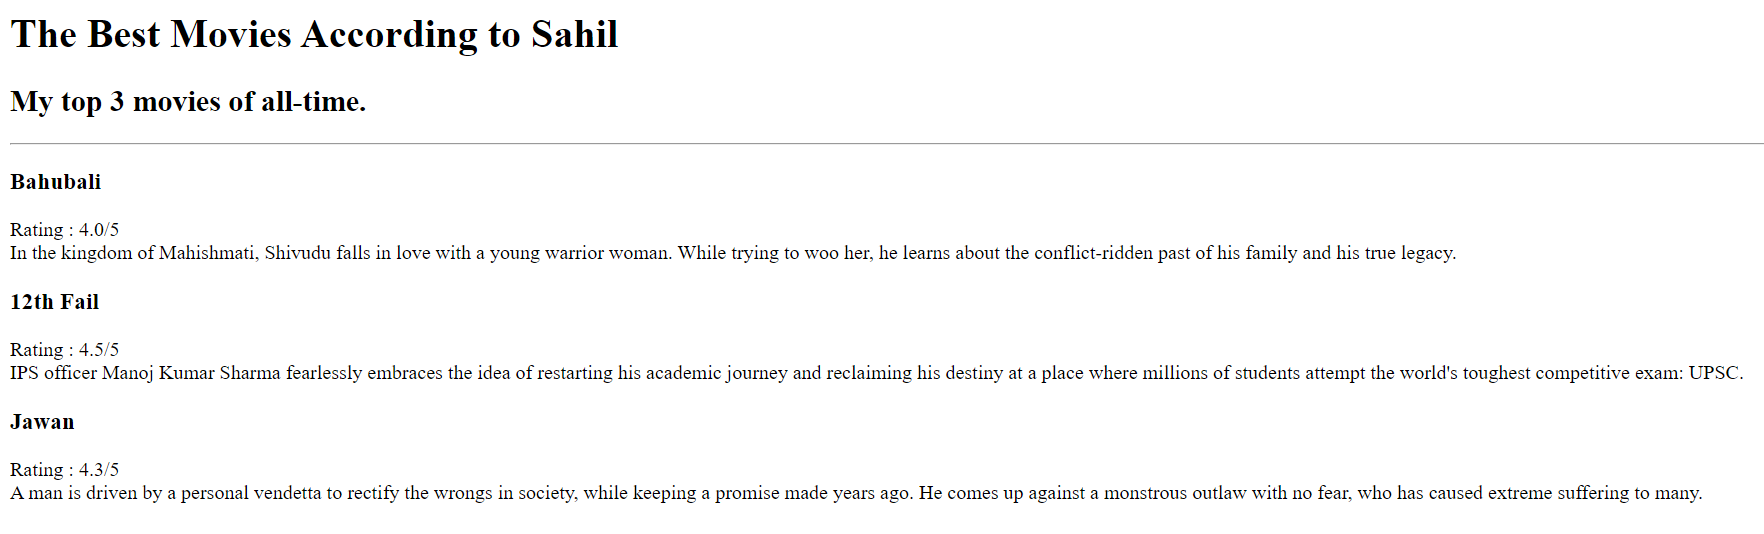 The Best Movies According to Sahil
My top 3 movies of all-time.
Bahubali
Rating : 4.0/5
In the kingdom of Mahishmati, Shivudu falls in love with a young warrior woman. While trying to woo her, he learns about the conflict-ridden past of his family and his true legacy.
12th Fail
Rating : 4.5/5
IPS officer Manoj Kumar Sharma fearlessly embraces the idea of restarting his academic journey and reclaiming his destiny at a place where millions of students attempt the world's toughest competitive exam: UPSC.
Jawan
Rating : 4.3/5
A man is driven by a personal vendetta to rectify the wrongs in society, while keeping a promise made years ago. He comes up against a monstrous outlaw with no fear, who has caused extreme suffering to many.